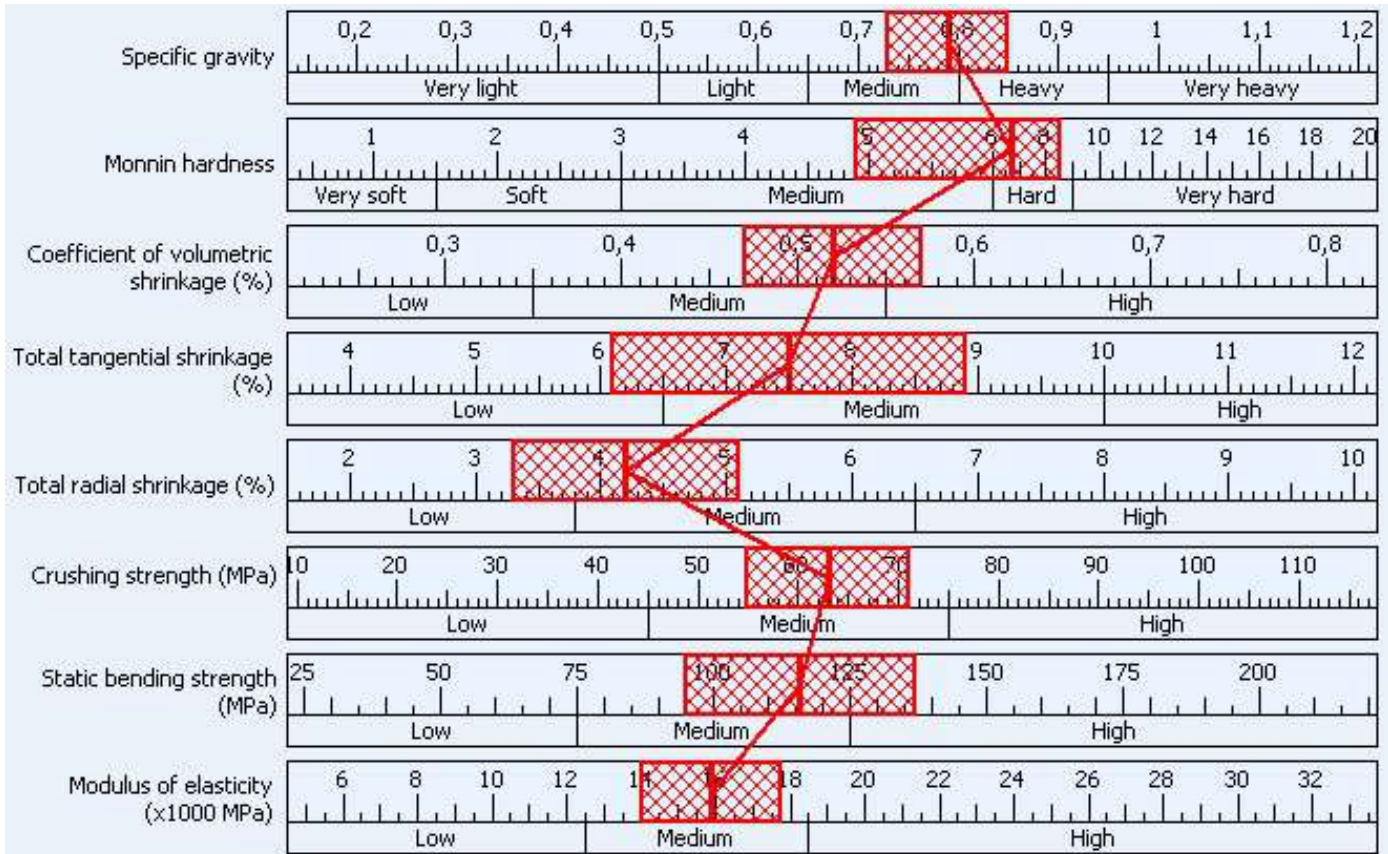 0,2 0,3 0,4 0,5 0,6 0,7 0,8 0,9 1 1,1 1,2
Specific gravity
Very light Light Medium Heavy Very heavy
1 2 3 4 5 6 8 10 12 14 16 18 20
Monnin hardness
Very soft Soft Medium Hard Very hard
0,3 0,4 0,5 0,6 0,7 0,8
Coefficient of volumetric
shrinkage (%)
Low Medium High
4 5 6 7 8 9 10 11 12
Total tangential shrinkage
(%)
Low Medium High
2 3 4 5 6 7 8 9 10
Total radial shrinkage (%)
Low Medium High
10 20 30 40 50 60 70 80 90 100 110
Crushing strength (MPa)
Low Medium High
25 50 75 100 125 150 175 200
Static bending strength
(MPa)
Low Medium High
6 8 10 12 14 16 18 20 22 24 26 28 30 32
Modulus of elasticity
(x1000 MPa)
Low Medium High